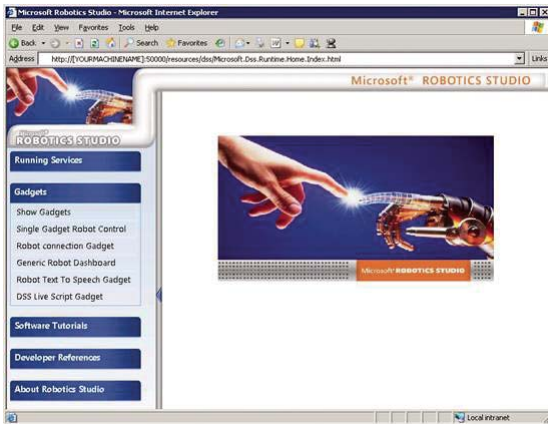 Microsoft Robotics Studio - Microsoft Internet Explorer
File Edit View Favorites Tools Help
Back Search Favorites
Address http://[YOURMACHINENAME]:50000/resources/dss/Microsoft.Dss.Runtime.Home.Index.html Links
Microsoft® ROBOTICS STUDIO
Microsoft®
ROBOTICS STUDIO
Running Services
Gadgets
Show Gadgets
Single Gadget Robot Control
Robot connection Gadget
Generic Robot Dashboard
Robot Text To Speech Gadget
DSS Live Script Gadget
Software Tutorials
Developer References
About Robotics Studio
Microsoft® ROBOTICS STUDIO
Local intranet